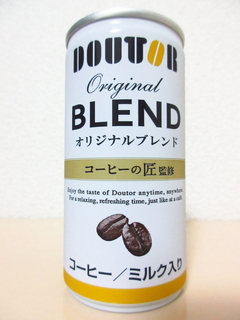 DOUTOR
Original
BLEND
オリジナルブレンド
コーヒーの匠監修
Enjoy the taste of Doutor anytime, anywhere.
For a relaxing, refreshing time, just like at a café.
コーヒー/ミルク入り